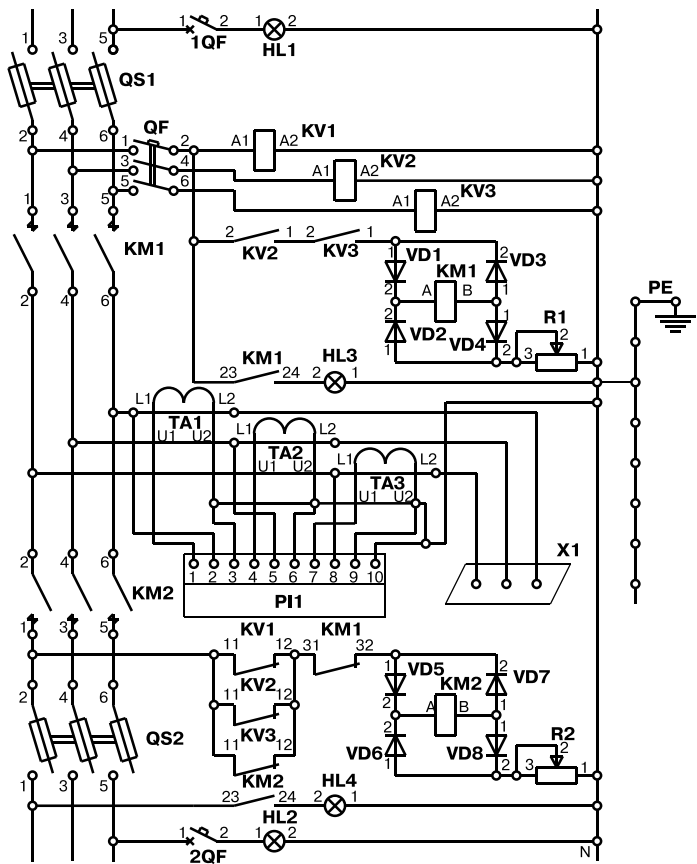 1 3 5 1 2 1 2
1QF HL1
QS1
QF KV1
2 4 6 1 2 A1 A2
3 4 KV2
A1 A2
5 6 KV3
A1 A2
1 3 5
KM1 2 1 2 1
KV2 KV3
1 VD1 2 VD3
KM1
2 A B 1
PE
2 4 6
2 1 R1
VD2 VD4
1 2 3 2 1
KM1 HL3
23 24 2 1
L1 L2
TA1
U1 U2 L1 L2
TA2
U1 U2 L1 L2
TA3
U1 U2
X1
2 4 6
1 2 3 4 5 6 7 8 9 10
KM2
PI1
1 3 5
KV1 KM1
11 12 31 32
2 4 6
KV2 1 VD5 2 VD7
KM2
11 12 2 A B 1
QS2
KV3
11 12 2 1 R2
VD6 VD8
1 2 3 2 1
KM2 HL4
1 3 5 23 24 2 1
HL2
1 2 1 2
2QF N